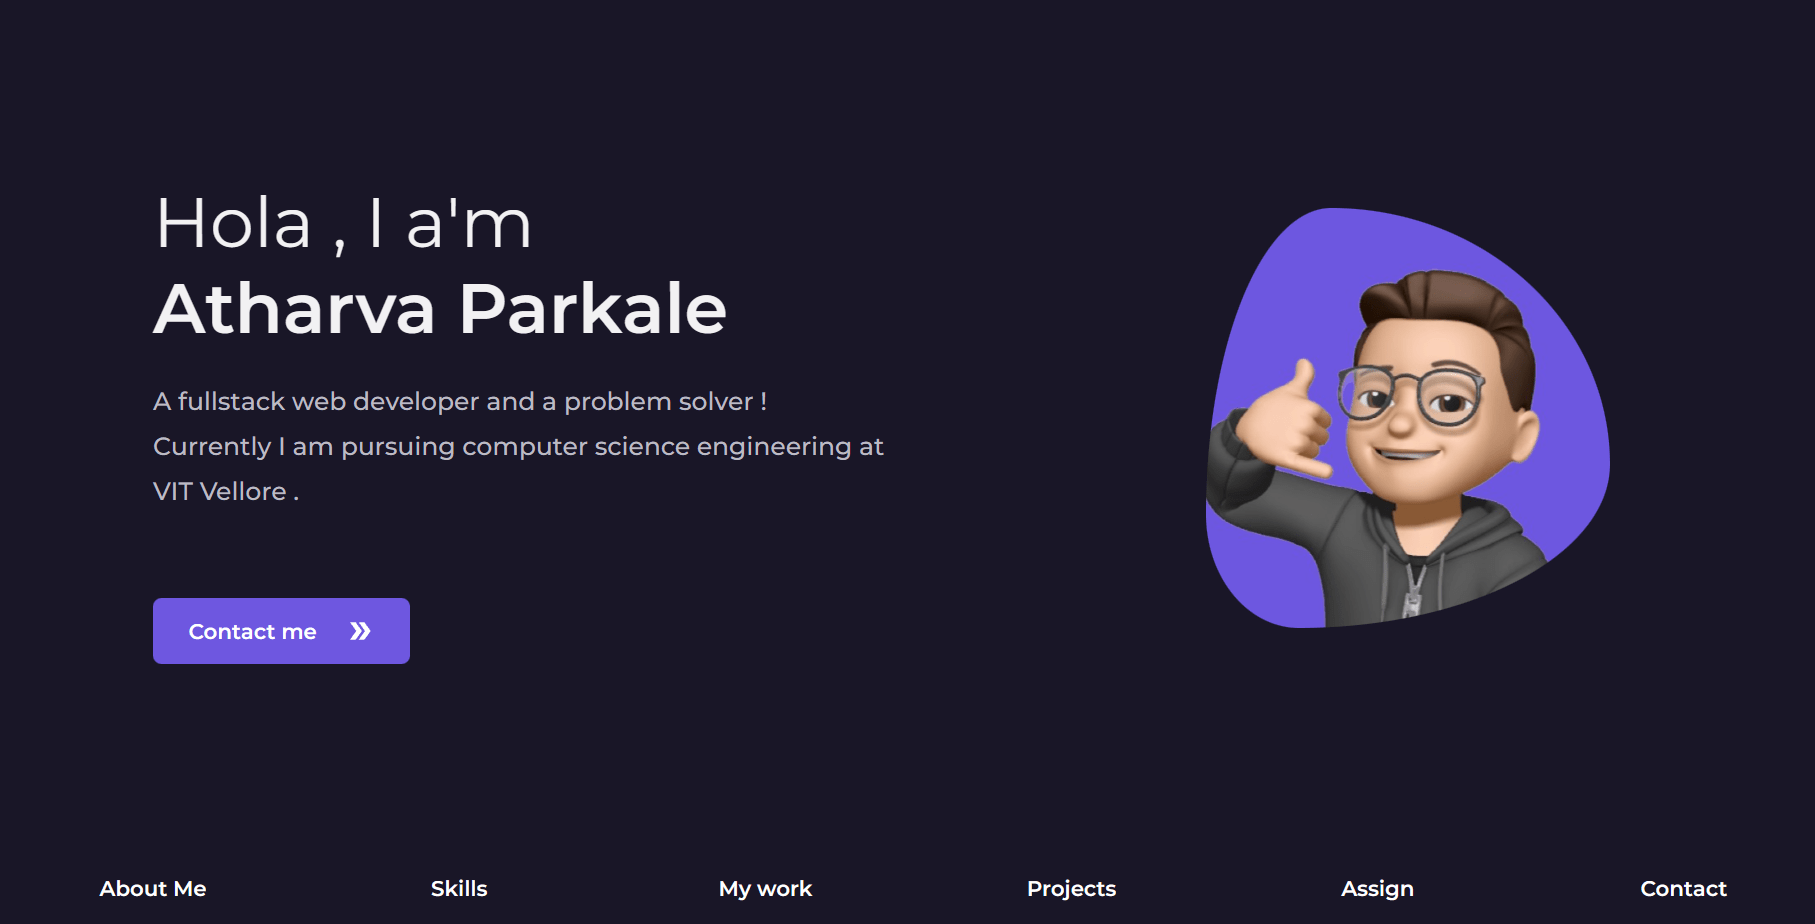 Hola , I a'm
Atharva Parkale
A fullstack web developer and a problem solver !
Currently I am pursuing computer science engineering at
VIT Vellore .
Contact me
About Me
Skills
My work
Projects
Assign
Contact